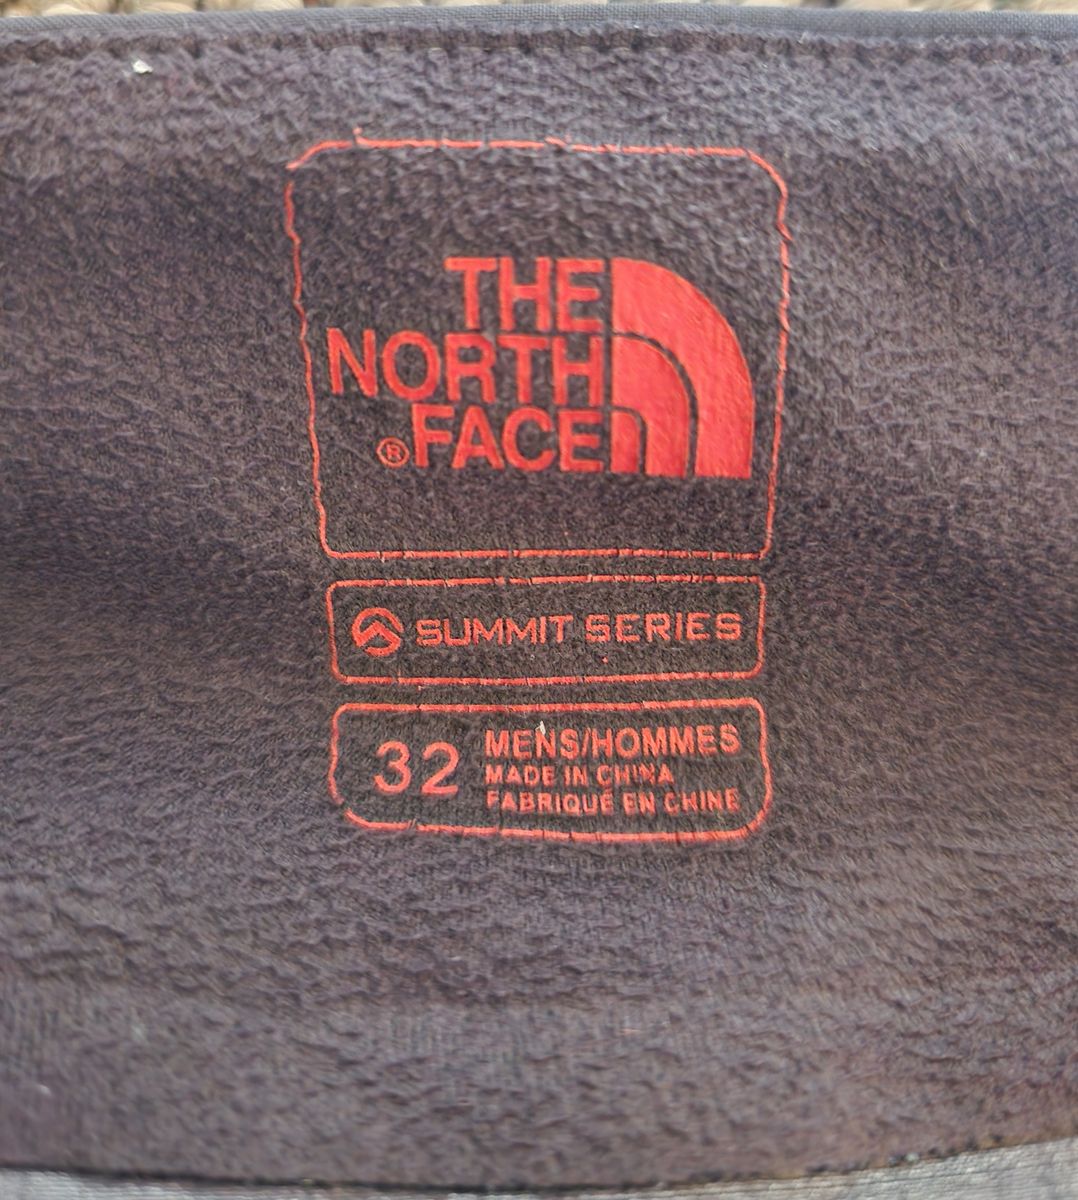 THE
NORTH
®FACE
SUMMIT SERIES
32
MENS/HOMMES
MADE IN CHINA
FABRIQUÉ EN CHINE